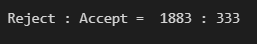 Reject : Accept =  1883 : 333